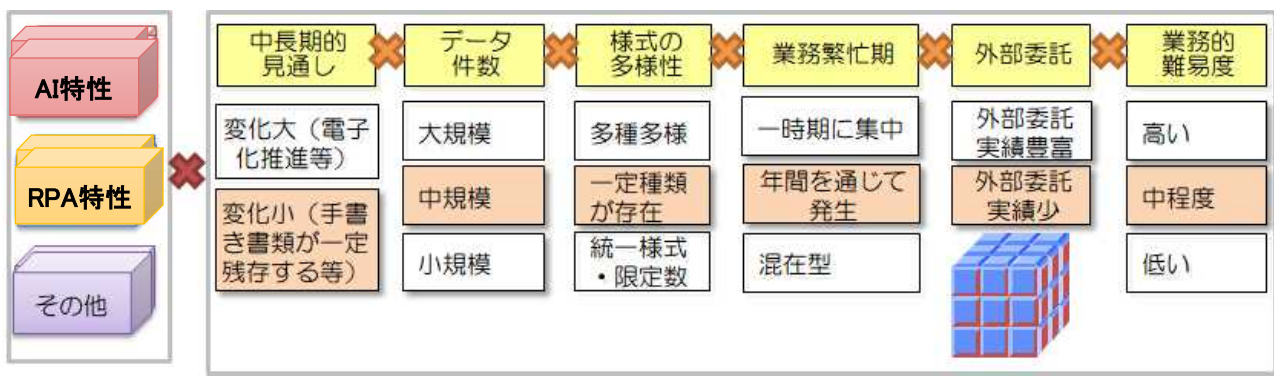 AI特性
RPA特性
その他
中長期的
見通し
変化大（電子
化推進等）
変化小（手書
き書類が一定
残存する等）
データ
件数
大規模
中規模
小規模
様式の
多様性
多種多様
一定種類
が存在
統一様式
・限定数
業務繁忙期
一時期に集中
年間を通じて
発生
混在型
外部委託
外部委託
実績豊富
外部委託
実績少
業務的
難易度
高い
中程度
低い